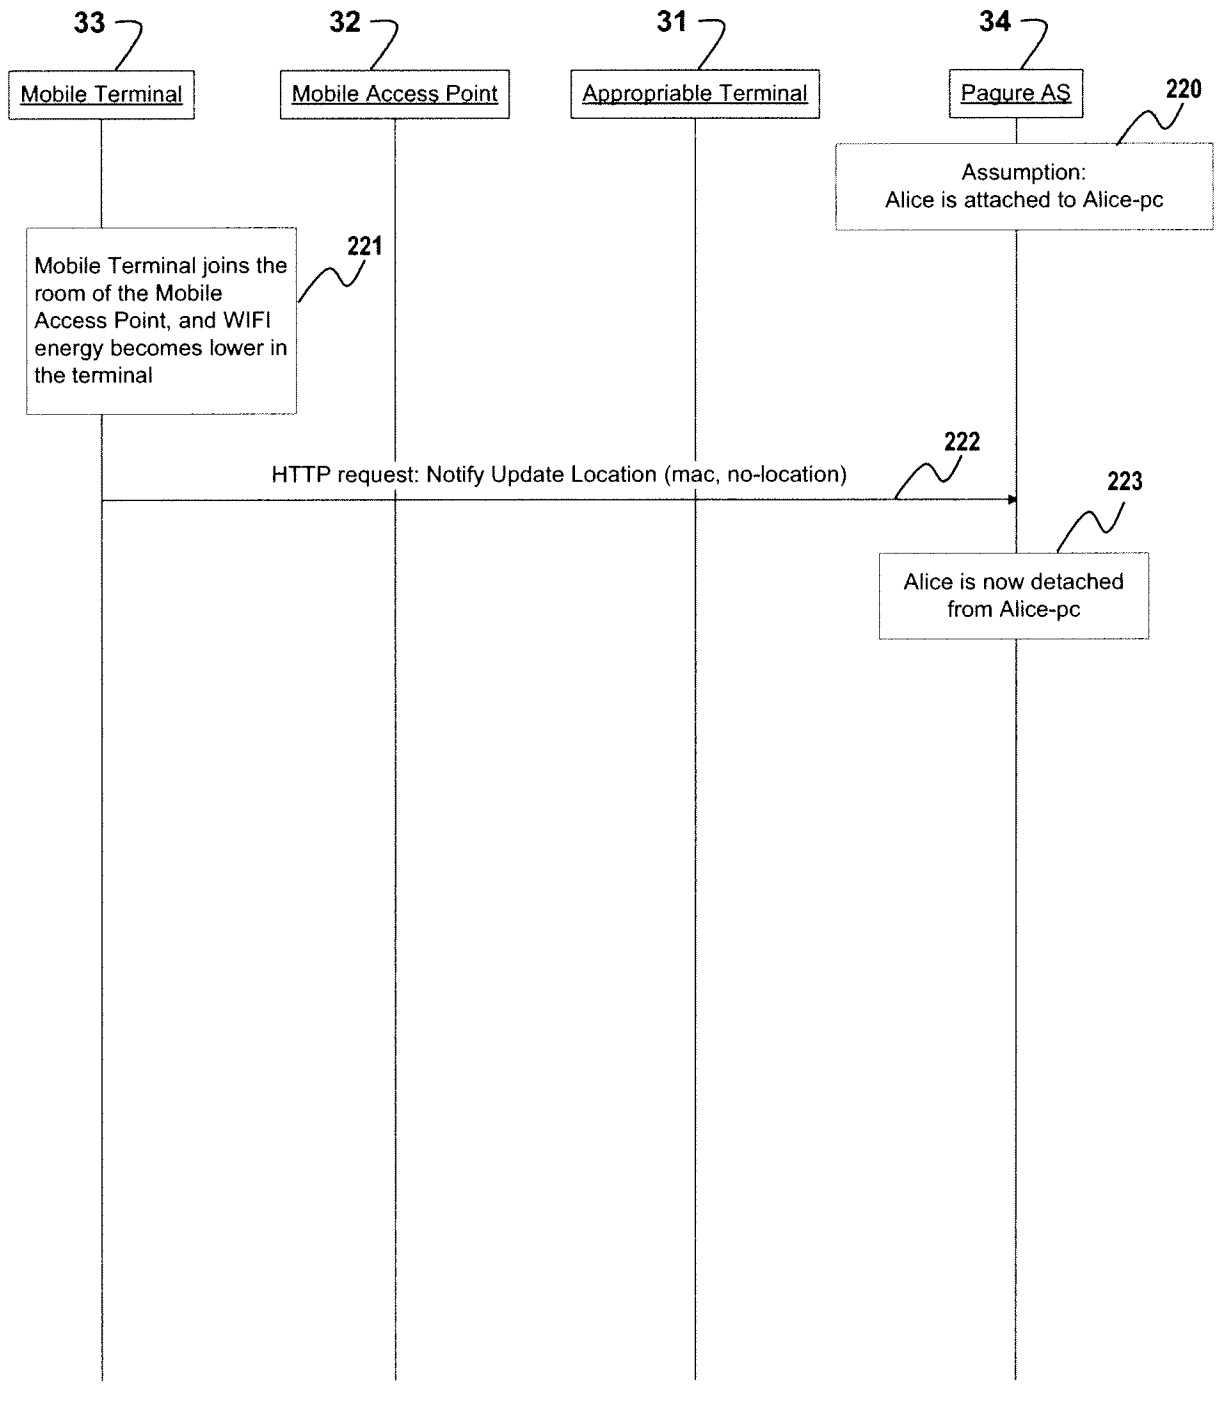 33
32
31
34
Mobile Terminal
Mobile Access Point
Appropriable Terminal
Pagure AS
220
Assumption:
Alice is attached to Alice-pc
221
Mobile Terminal joins the
room of the Mobile
Access Point, and WIFI
energy becomes lower in
the terminal
222
HTTP request: Notify Update Location (mac, no-location)
223
Alice is now detached
from Alice-pc